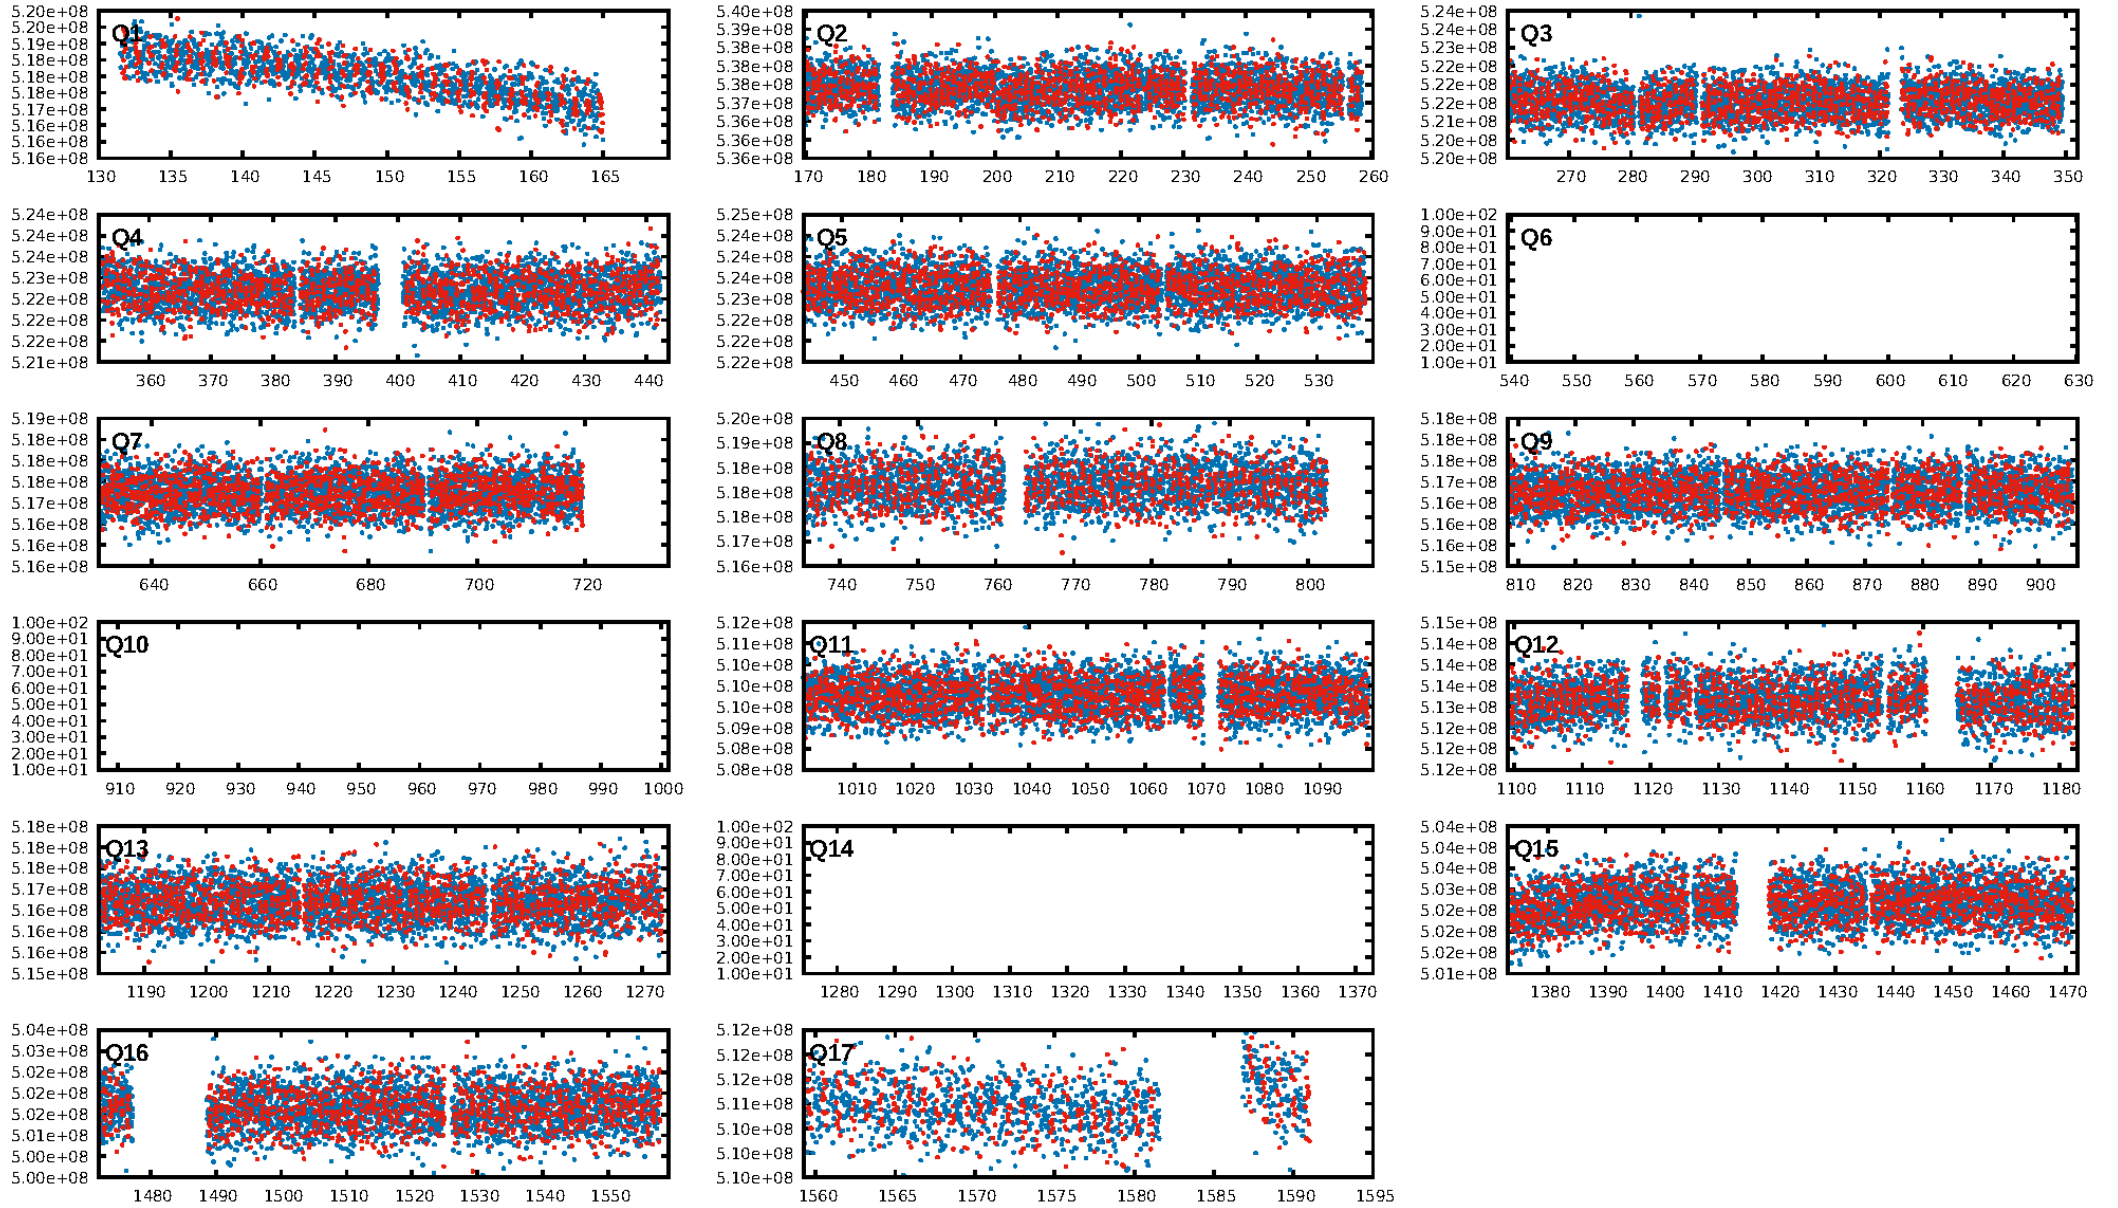 Q1
5.20e+08
5.20e+08
5.19e+08
5.18e+08
5.18e+08
5.18e+08
5.17e+08
5.16e+08
5.16e+08
5.16e+08
130 135 140 145 150 155 160 165
Q2
5.40e+08
5.39e+08
5.38e+08
5.38e+08
5.38e+08
5.37e+08
5.36e+08
5.36e+08
5.36e+08
170 180 190 200 210 220 230 240 250 260
Q3
5.24e+08
5.24e+08
5.23e+08
5.22e+08
5.22e+08
5.22e+08
5.21e+08
5.20e+08
5.20e+08
270 280 290 300 310 320 330 340 350
Q4
5.24e+08
5.24e+08
5.24e+08
5.23e+08
5.22e+08
5.22e+08
5.22e+08
5.21e+08
360 370 380 390 400 410 420 430 440
Q5
5.25e+08
5.24e+08
5.24e+08
5.24e+08
5.23e+08
5.22e+08
5.22e+08
5.22e+08
450 460 470 480 490 500 510 520 530
Q6
1.00e+02
9.00e+01
8.00e+01
7.00e+01
6.00e+01
5.00e+01
4.00e+01
3.00e+01
2.00e+01
1.00e+01
540 550 560 570 580 590 600 610 620 630
Q7
5.19e+08
5.18e+08
5.18e+08
5.18e+08
5.17e+08
5.16e+08
5.16e+08
5.16e+08
640 660 680 700 720
Q8
5.20e+08
5.19e+08
5.18e+08
5.18e+08
5.18e+08
5.17e+08
5.16e+08
740 750 760 770 780 790 800
Q9
5.18e+08
5.18e+08
5.18e+08
5.17e+08
5.16e+08
5.16e+08
5.16e+08
5.15e+08
810 820 830 840 850 860 870 880 890 900
Q10
1.00e+02
9.00e+01
8.00e+01
7.00e+01
6.00e+01
5.00e+01
4.00e+01
3.00e+01
2.00e+01
1.00e+01
910 920 930 940 950 960 970 980 990 1000
Q11
5.12e+08
5.11e+08
5.10e+08
5.10e+08
5.10e+08
5.09e+08
5.08e+08
5.08e+08
1010 1020 1030 1040 1050 1060 1070 1080 1090
Q12
5.15e+08
5.14e+08
5.14e+08
5.14e+08
5.13e+08
5.12e+08
5.12e+08
5.12e+08
1100 1110 1120 1130 1140 1150 1160 1170 1180
Q13
5.18e+08
5.18e+08
5.18e+08
5.17e+08
5.16e+08
5.16e+08
5.16e+08
5.15e+08
1190 1200 1210 1220 1230 1240 1250 1260 1270
Q14
1.00e+02
9.00e+01
8.00e+01
7.00e+01
6.00e+01
5.00e+01
4.00e+01
3.00e+01
2.00e+01
1.00e+01
1280 1290 1300 1310 1320 1330 1340 1350 1360 1370
Q15
5.04e+08
5.04e+08
5.04e+08
5.03e+08
5.02e+08
5.02e+08
5.02e+08
5.01e+08
1380 1390 1400 1410 1420 1430 1440 1450 1460 1470
Q16
5.04e+08
5.03e+08
5.02e+08
5.02e+08
5.02e+08
5.01e+08
5.00e+08
5.00e+08
1480 1490 1500 1510 1520 1530 1540 1550
Q17
5.12e+08
5.12e+08
5.12e+08
5.11e+08
5.10e+08
5.10e+08
5.10e+08
1560 1565 1570 1575 1580 1585 1590 1595